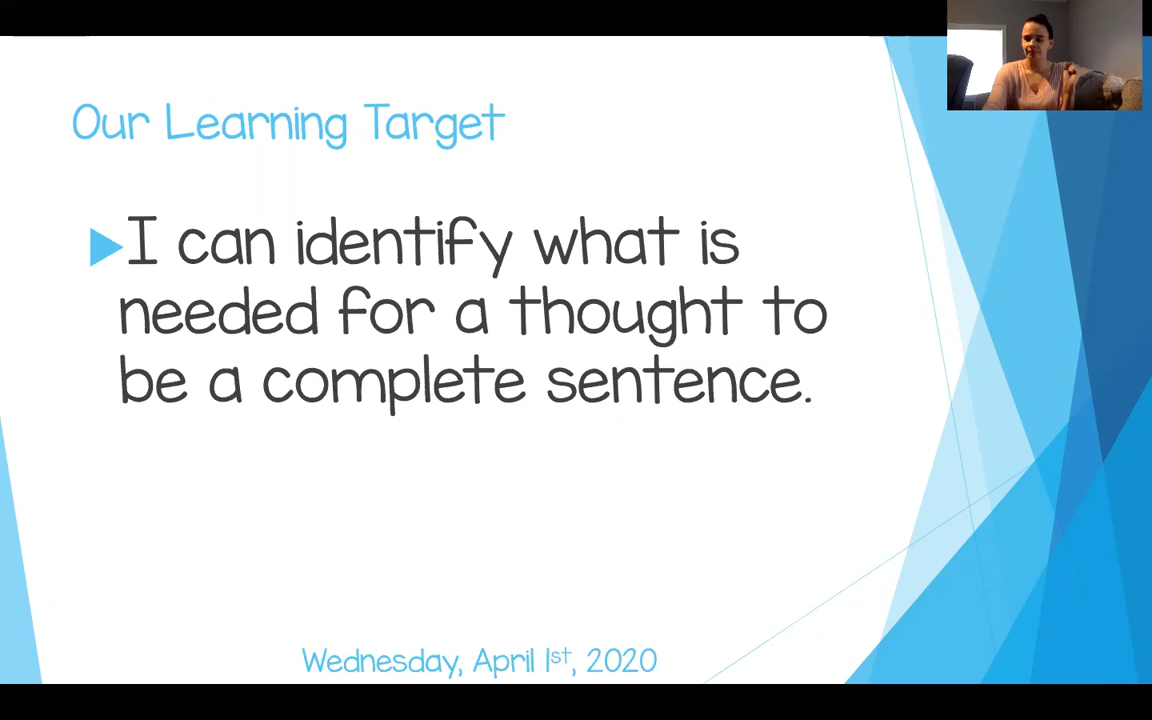 Our Learning Target
I can identify what is
needed for a thought to
be a complete sentence.
Wednesday, April 1st, 2020